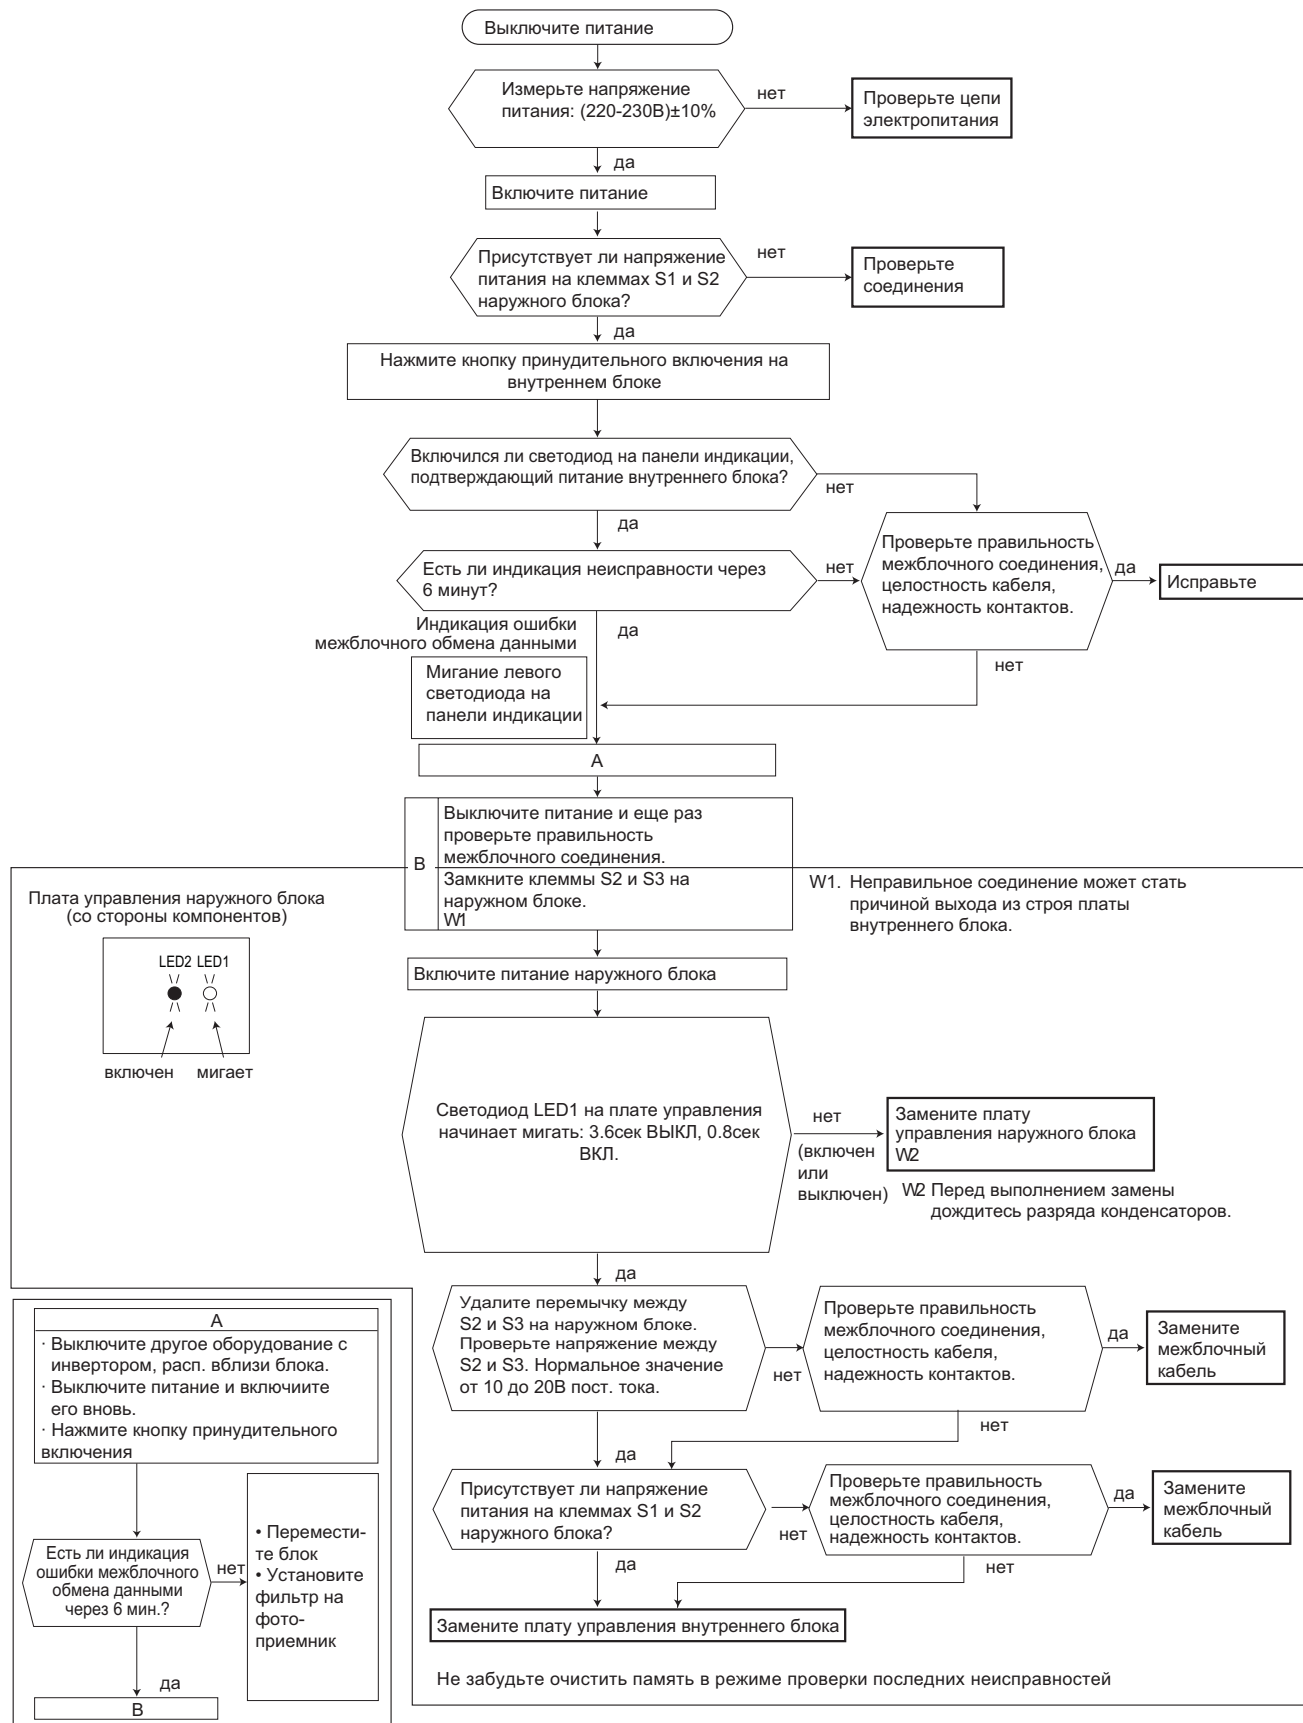 Выключите питание
Измерьте напряжение
питания: (220-230В)±10%
нет
Проверьте цепи
электропитания
да
Включите питание
Присутствует ли напряжение
питания на клеммах S1 и S2
наружного блока?
нет
Проверьте
соединения
да
Нажмите кнопку принудительного включения на
внутреннем блоке
Включился ли светодиод на панели индикации,
подтверждающий питание внутреннего блока?
нет
да
Проверьте правильность
межблочного соединения,
целостность кабеля,
надежность контактов.
да
Исправьте
Есть ли индикация неисправности через
6 минут?
нет
Индикация ошибки
межблочного обмена данными
да
нет
Мигание левого
светодиода на
панели индикации
A
B
Выключите питание и еще раз
проверьте правильность
межблочного соединения.
Замкните клеммы S2 и S3 на
наружном блоке.
W1
W1. Неправильное соединение может стать
причиной выхода из строя платы
внутреннего блока.
Плата управления наружного блока
(со стороны компонентов)
LED2 LED1
включен мигает
Включите питание наружного блока
Светодиод LED1 на плате управления
начинает мигать: 3.6сек ВЫКЛ, 0.8сек
ВКЛ.
нет
(включен
или
выключен)
Замените плату
управления наружного блока
W2
W2 Перед выполнением замены
дождитесь разряда конденсаторов.
да
Удалите перемычку между
S2 и S3 на наружном блоке.
Проверьте напряжение между
S2 и S3. Нормальное значение
от 10 до 20В пост. тока.
нет
Проверьте правильность
межблочного соединения,
целостность кабеля,
надежность контактов.
да
Замените
межблочный
кабель
нет
да
Присутствует ли напряжение
питания на клеммах S1 и S2
наружного блока?
нет
Проверьте правильность
межблочного соединения,
целостность кабеля,
надежность контактов.
да
Замените
межблочный
кабель
нет
да
Замените плату управления внутреннего блока
Не забудьте очистить память в режиме проверки последних неисправностей
A
· Выключите другое оборудование с
инвертором, расп. вблизи блока.
· Выключите питание и включиите
его вновь.
· Нажмите кнопку принудительного
включения
Есть ли индикация
ошибки межблочного
обмена данными
через 6 мин.?
нет
• Перемести-
те блок
• Установите
фильтр на
фото-
приемник
да
B